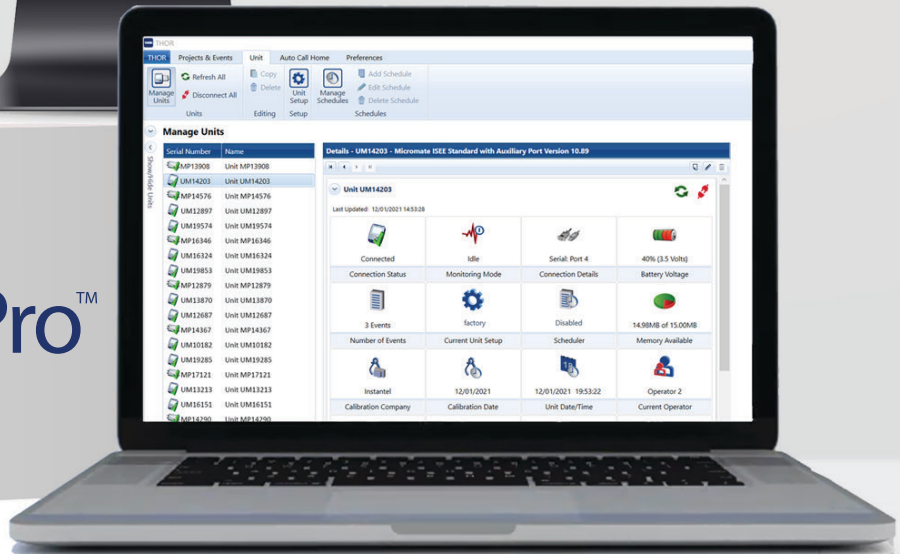 THOR
THOR Projects & Events Unit Auto Call Home Preferences
Manage Units
Refresh All
Disconnect All
Units
Copy
Delete
Editing
Unit Setup
Setup
Manage Schedules
Add Schedule
Edit Schedule
Delete Schedule
Schedules
Manage Units
Show/Hide Units
Serial Number Name
MP13908 Unit MP13908
UM14203 Unit UM14203
MP14576 Unit MP14576
UM12897 Unit UM12897
UM19574 Unit UM19574
MP16346 Unit MP16346
UM16324 Unit UM16324
UM19853 Unit UM19853
MP12879 Unit MP12879
UM13870 Unit UM13870
UM12687 Unit UM12687
MP14367 Unit MP14367
UM10182 Unit UM10182
UM19285 Unit UM19285
MP17121 Unit MP17121
UM13213 Unit UM13213
UM16151 Unit UM16151
MP14290 Unit MP14290
Details - UM14203 - Micromate ISEE Standard with Auxiliary Port Version 10.89
Unit UM14203
Last Updated: 12/01/2021 14:53:28
Connected Idle Serial: Port 4 40% (3.5 Volts)
Connection Status Monitoring Mode Connection Details Battery Voltage
3 Events factory Disabled 14.98MB of 15.00MB
Number of Events Current Unit Setup Scheduler Memory Available
Instantel 12/01/2021 12/01/2021 19:53:22 Operator 2
Calibration Company Calibration Date Unit Date/Time Current Operator
Pro™